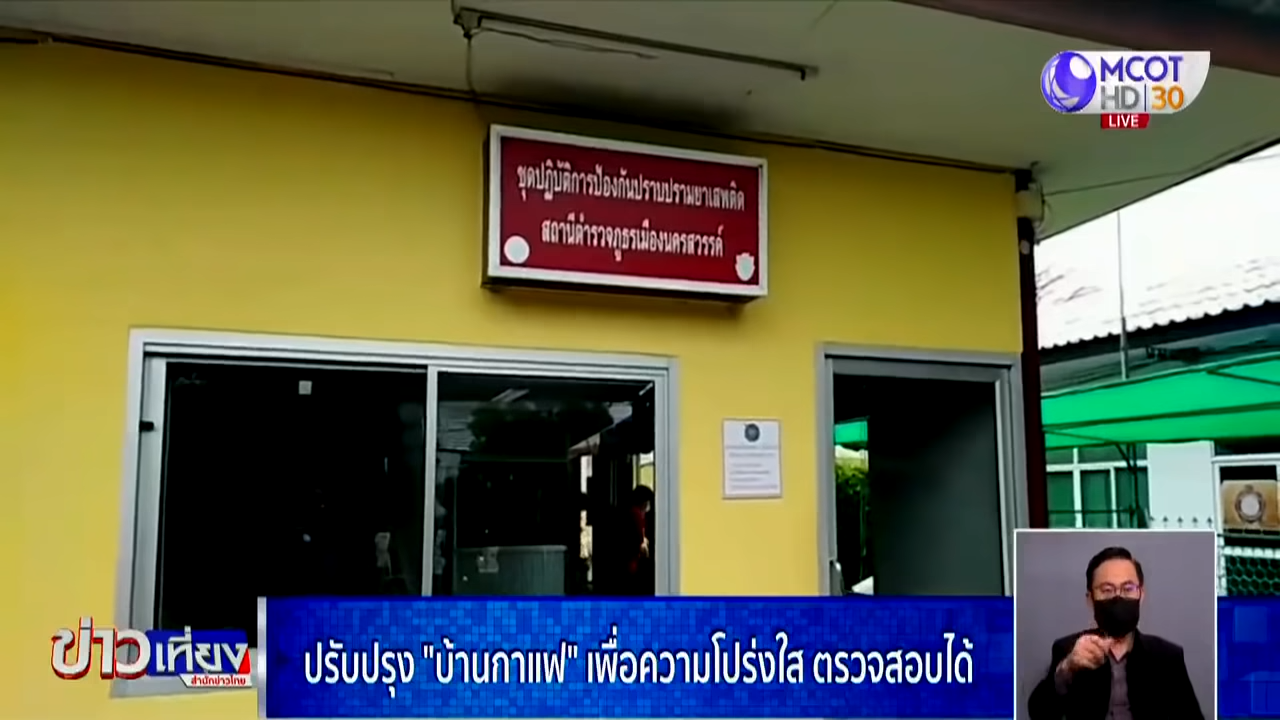 MCOT
HD 30
LIVE
ชุดปฏิบัติการป้องกันปราบปรามยาเสพติด
สถานีตำรวจภูธรเมืองนครสวรรค์
ข่าวเที่ยง
สำนักข่าวไทย
ปรับปรุง "บ้านกาแฟ" เพื่อความโปร่งใส ตรวจสอบได้